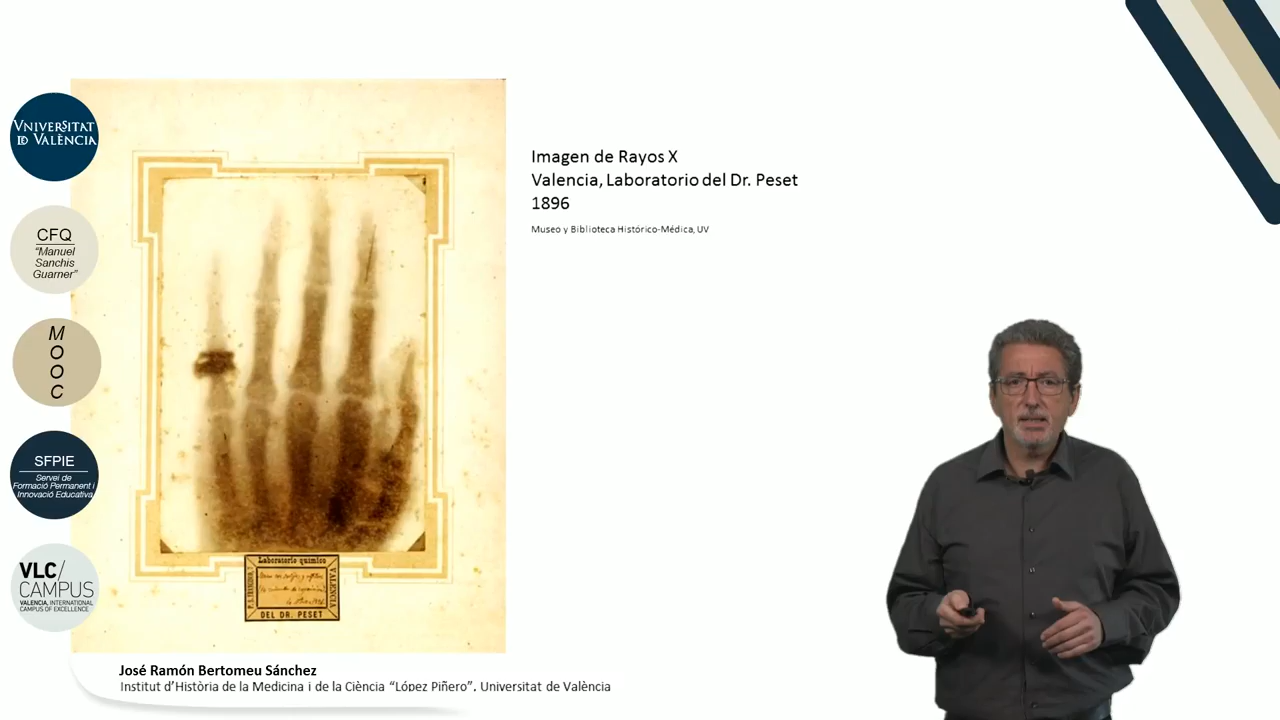 VNIVERSITAT
ID VALÈNCIA
CFQ
“Manuel
Sanchis
Guarner”
M
O
O
C
SFPIE
Servei de
Formació Permanent i
Innovació Educativa
VLC/
CAMPUS
VALENCIA, INTERNATIONAL
CAMPUS OF EXCELLENCE
Imagen de Rayos X
Valencia, Laboratorio del Dr. Peset
1896
Museo y Biblioteca Histórico-Médica, UV
Laboratorio químico
VALENCIA
DEL DR. PESET
José Ramón Bertomeu Sánchez
Institut d’Història de la Medicina i de la Ciència “López Piñero”. Universitat de València